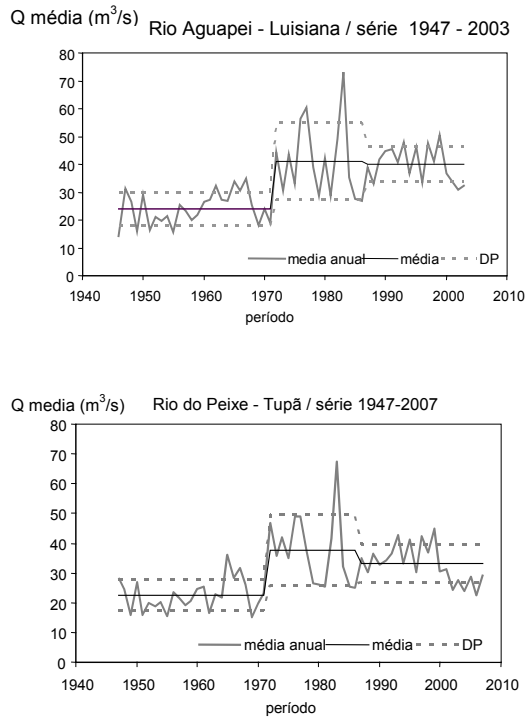 Q média (m³/s) Rio Aguapei - Luisiana / série 1947 - 2003
80
70
60
50
40
30
20
10
0
media anual média DP
1940 1950 1960 1970 1980 1990 2000 2010
período
Q media (m³/s) Rio do Peixe - Tupã / série 1947-2007
80
70
60
50
40
30
20
10
0
média anual média DP
1940 1950 1960 1970 1980 1990 2000 2010
período